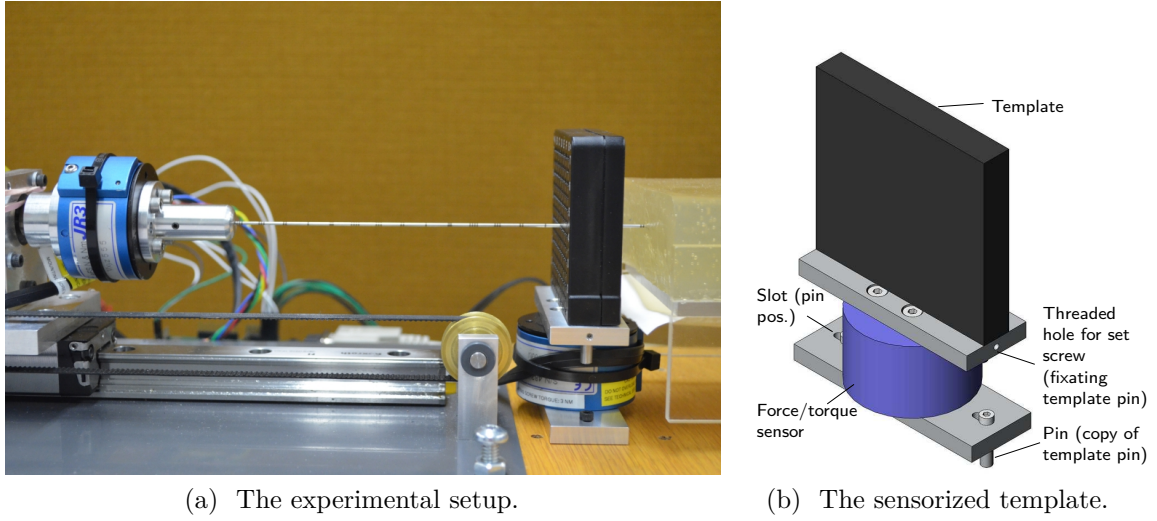 JR3
Template
Slot (pin
pos.)
Threaded
hole for set
screw
(fixating
template pin)
Force/torque
sensor
Pin (copy of
template pin)
(a) The experimental setup.
(b) The sensorized template.